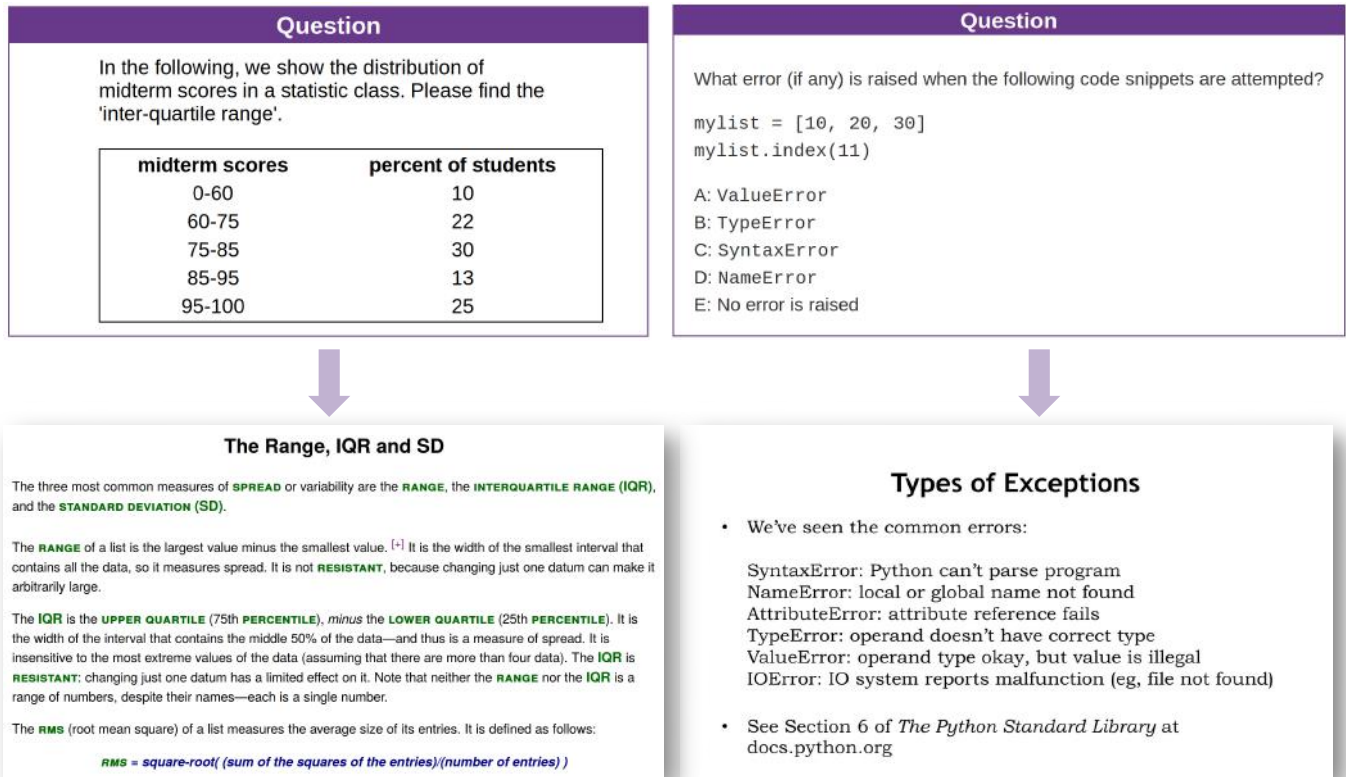 Question
In the following, we show the distribution of
midterm scores in a statistic class. Please find the
'inter-quartile range'.
midterm scores percent of students
0-60 10
60-75 22
75-85 30
85-95 13
95-100 25
Question
What error (if any) is raised when the following code snippets are attempted?
mylist = [10, 20, 30]
mylist.index(11)
A: ValueError
B: TypeError
C: SyntaxError
D: NameError
E: No error is raised
The Range, IQR and SD
The three most common measures of SPREAD or variability are the RANGE, the INTERQUARTILE RANGE (IQR),
and the STANDARD DEVIATION (SD).
The RANGE of a list is the largest value minus the smallest value. [+] It is the width of the smallest interval that
contains all the data, so it measures spread. It is not RESISTANT, because changing just one datum can make it
arbitrarily large.
The IQR is the UPPER QUARTILE (75th PERCENTILE), minus the LOWER QUARTILE (25th PERCENTILE). It is
the width of the interval that contains the middle 50% of the data—and thus is a measure of spread. It is
insensitive to the most extreme values of the data (assuming that there are more than four data). The IQR is
RESISTANT: changing just one datum has a limited effect on it. Note that neither the RANGE nor the IQR is a
range of numbers, despite their names—each is a single number.
The RMS (root mean square) of a list measures the average size of its entries. It is defined as follows:
RMS = square-root( (sum of the squares of the entries)/(number of entries) )
Types of Exceptions
• We've seen the common errors:
SyntaxError: Python can't parse program
NameError: local or global name not found
AttributeError: attribute reference fails
TypeError: operand doesn't have correct type
ValueError: operand type okay, but value is illegal
IOError: IO system reports malfunction (eg, file not found)
• See Section 6 of The Python Standard Library at
docs.python.org